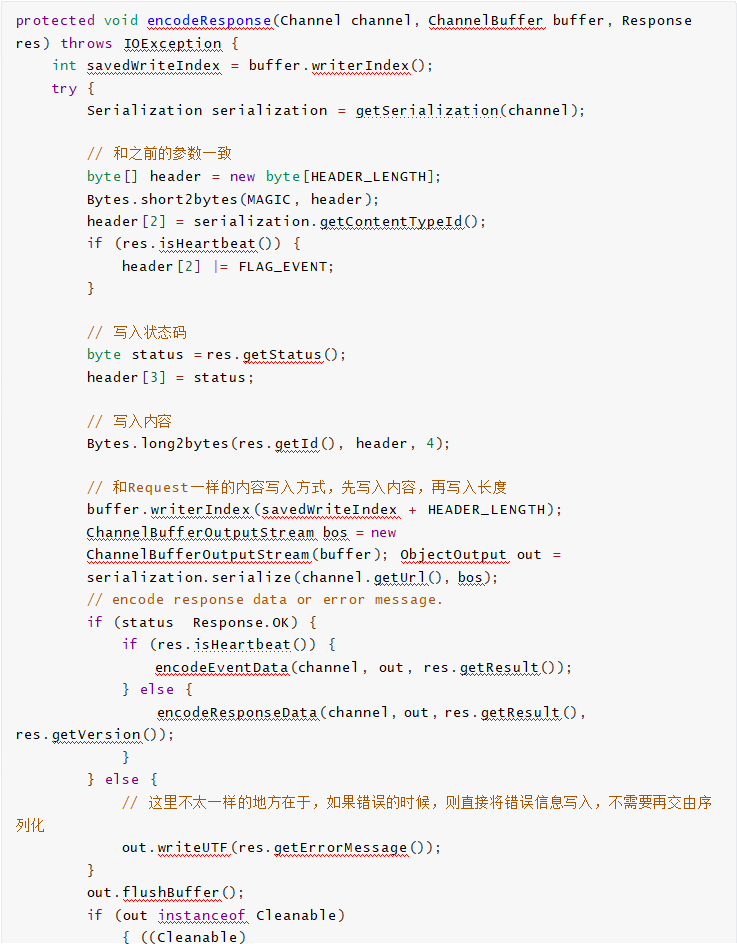 protected void encodeResponse(Channel channel, ChannelBuffer buffer, Response
res) throws IOException {
    int savedWriteIndex = buffer.writerIndex();
    try {
        Serialization serialization = getSerialization(channel);

        // 和之前的参数一致
        byte[] header = new byte[HEADER_LENGTH];
        Bytes.short2bytes(MAGIC, header);
        header[2] = serialization.getContentTypeId();
        if (res.isHeartbeat()) {
            header[2] |= FLAG_EVENT;
        }

        // 写入状态码
        byte status =res.getStatus();
        header[3] = status;

        // 写入内容
        Bytes.long2bytes(res.getId(), header, 4);

        // 和Request一样的内容写入方式，先写入内容，再写入长度
        buffer.writerIndex(savedWriteIndex + HEADER_LENGTH);
        ChannelBufferOutputStream bos =new
        ChannelBufferOutputStream(buffer); ObjectOutput out =
        serialization.serialize(channel.getUrl(), bos);
        // encode response data or error message.
        if (status  Response.OK) {
            if (res.isHeartbeat()) {
                encodeEventData(channel, out, res.getResult());
            } else {
                encodeResponseData(channel, out, res.getResult(),
res.getVersion());
            }
        } else {
            // 这里不太一样的地方在于，如果错误的时候，则直接将错误信息写入，不需要再交由序
列化
            out.writeUTF(res.getErrorMessage());
        }
        out.flushBuffer();
        if (out instanceof Cleanable)
            { ((Cleanable)